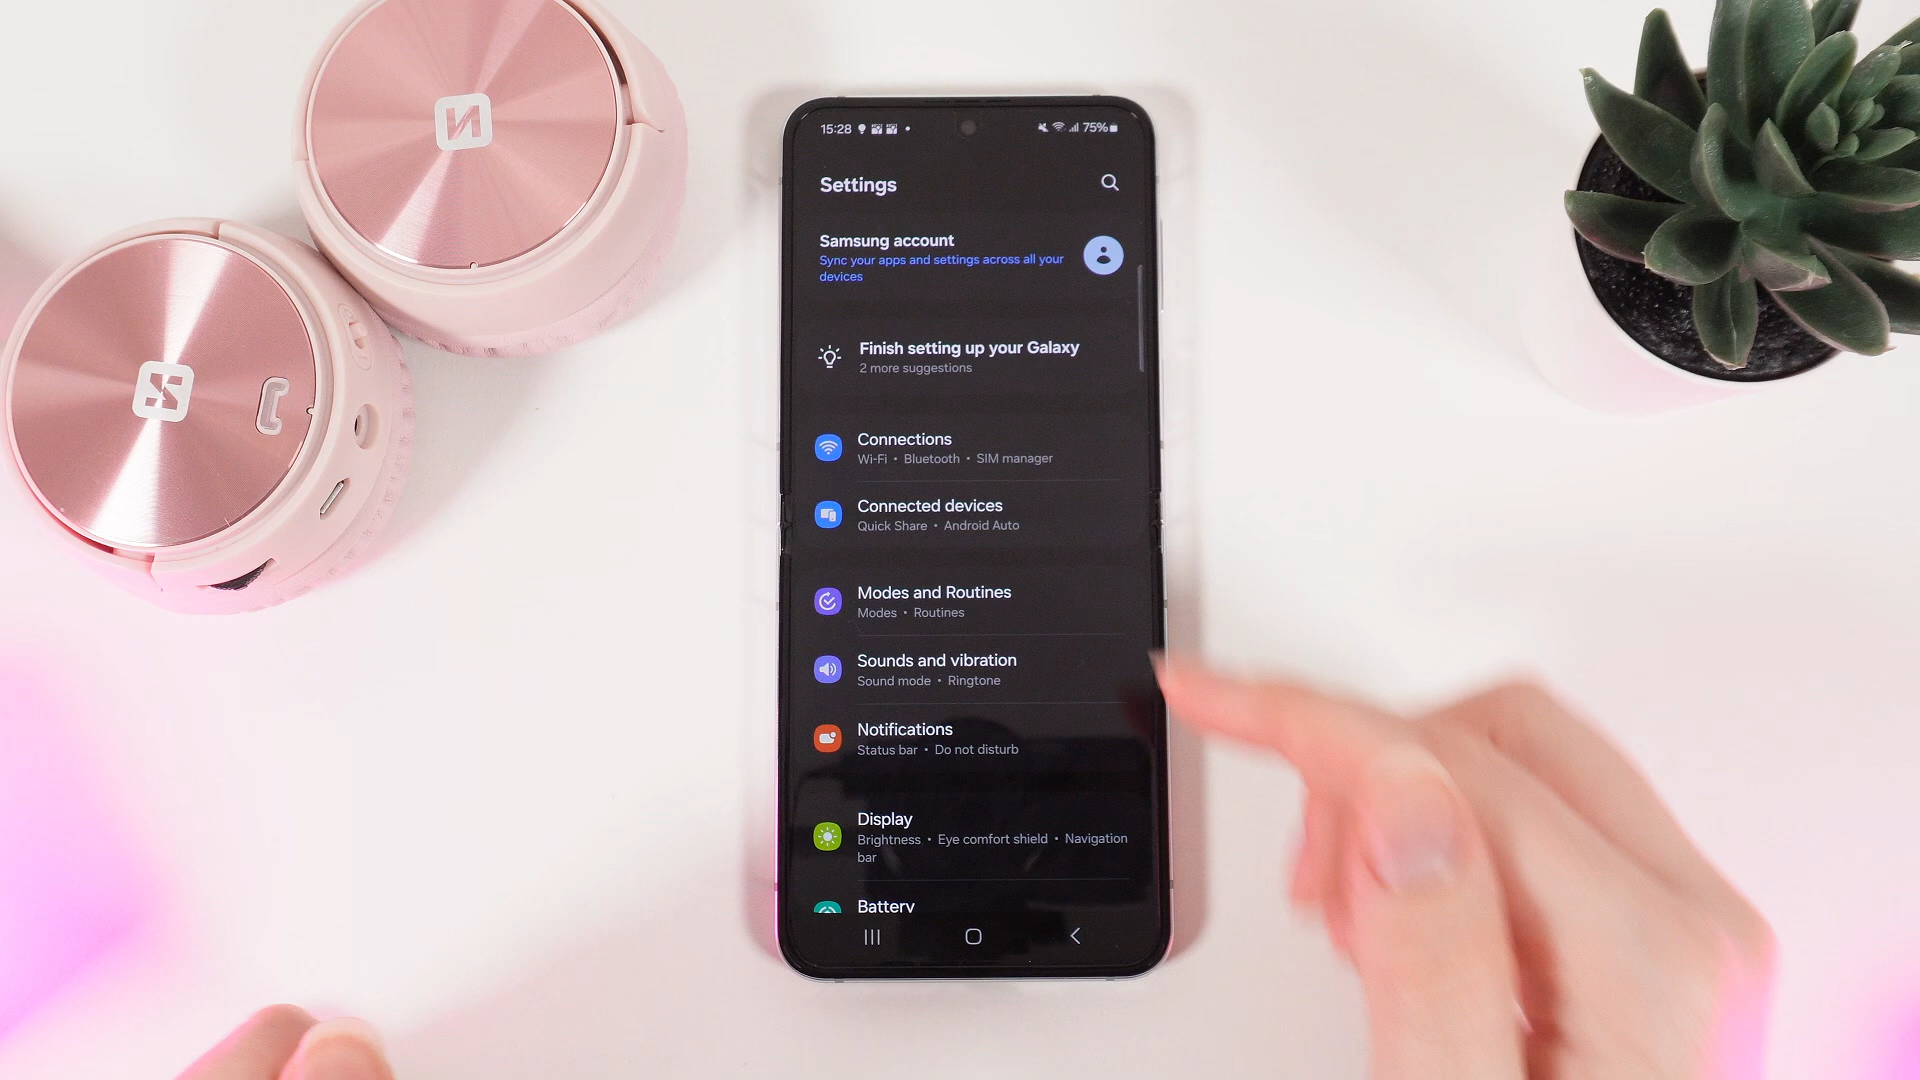 15:28
75%
Settings
Samsung account
Sync your apps and settings across all your
devices
Finish setting up your Galaxy
2 more suggestions
Connections
Wi-Fi • Bluetooth • SIM manager
Connected devices
Quick Share • Android Auto
Modes and Routines
Modes • Routines
Sounds and vibration
Sound mode • Ringtone
Notifications
Status bar • Do not disturb
Display
Brightness • Eye comfort shield • Navigation
bar
Battery